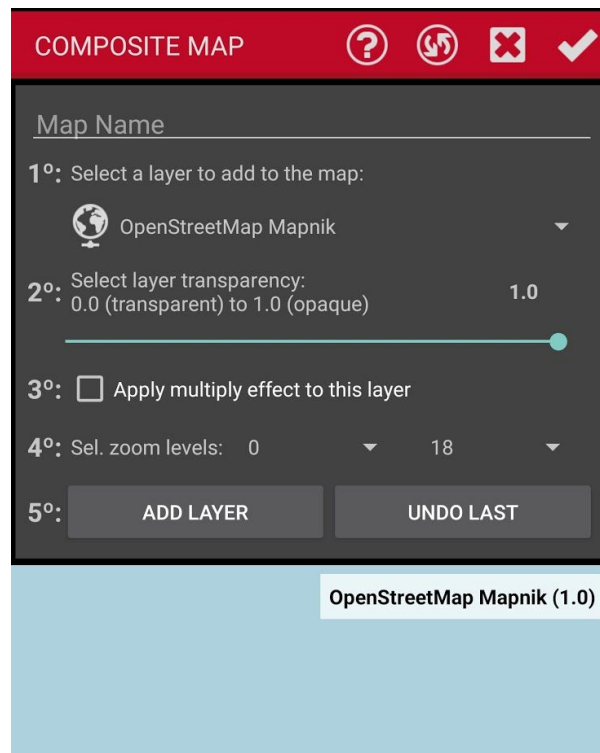 COMPOSITE MAP
Map Name
1º: Select a layer to add to the map:
OpenStreetMap Mapnik
2º: Select layer transparency:
0.0 (transparent) to 1.0 (opaque)
1.0
3º: Apply multiply effect to this layer
4º: Sel. zoom levels: 0 18
5º: ADD LAYER UNDO LAST
OpenStreetMap Mapnik (1.0)